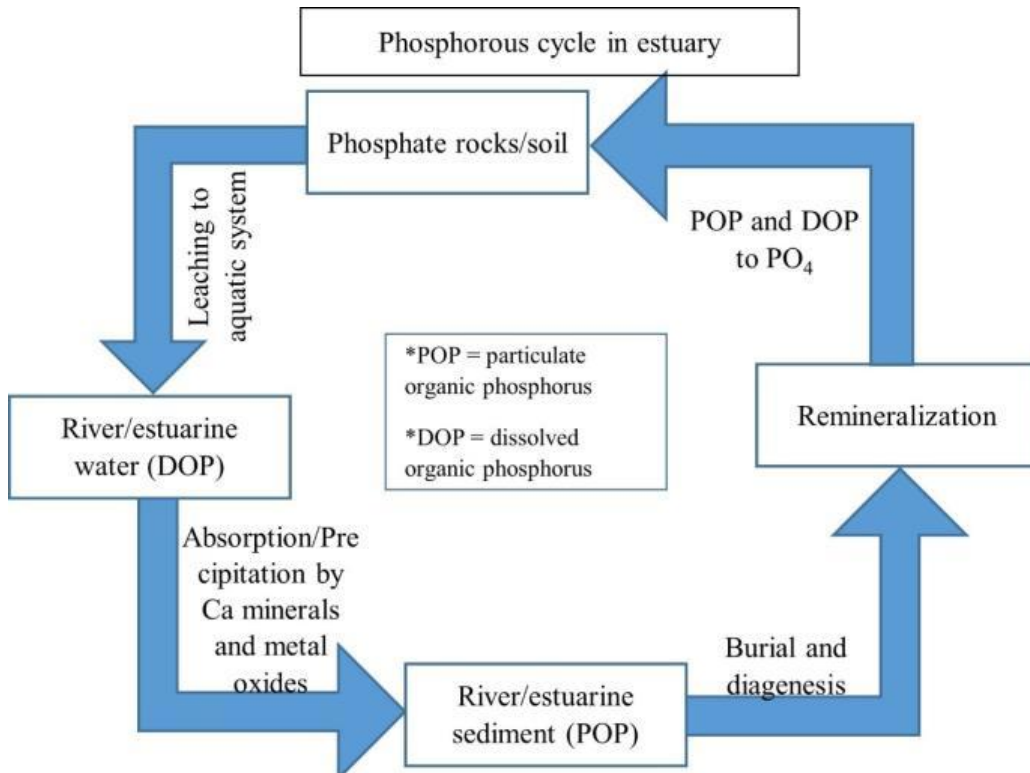 Phosphorous cycle in estuary
Phosphate rocks/soil
Leaching to
aquatic system
POP and DOP
to PO₄
*POP = particulate
organic phosphorus
*DOP = dissolved
organic phosphorus
River/estuarine
water (DOP)
Remineralization
Absorption/Pre
cipitation by
Ca minerals
and metal
oxides
River/estuarine
sediment (POP)
Burial and
diagenesis